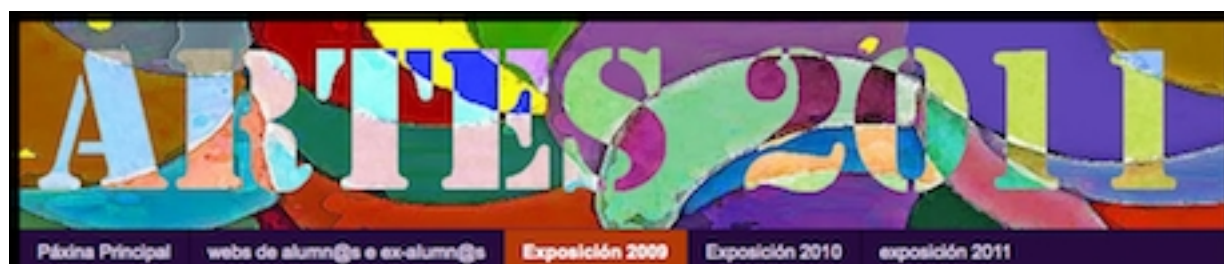 ARTES 2011
Páxina Principal webs de alumn@s e ex-alumn@s Exposición 2009 Exposición 2010 exposición 2011